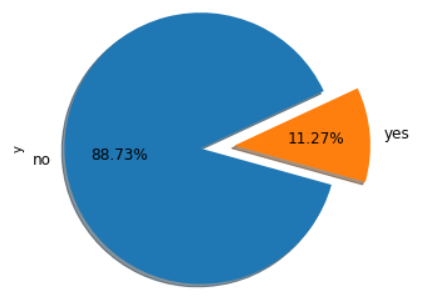 11.27%
yes
88.73%
no
y